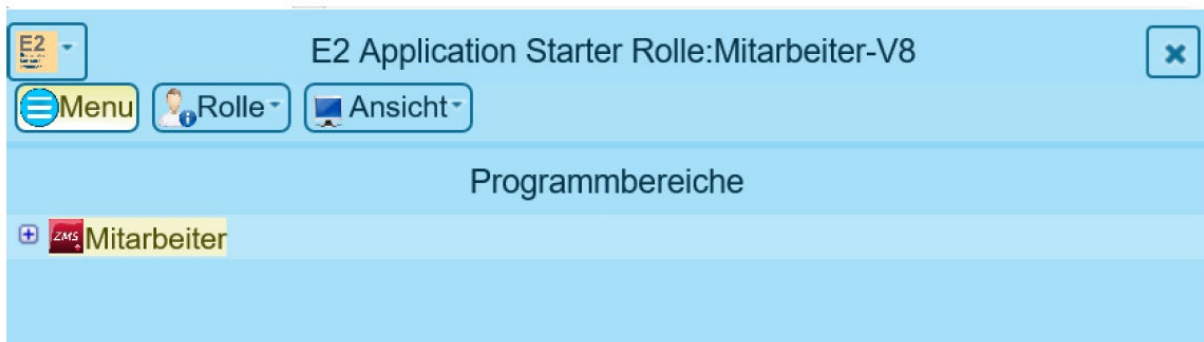 E2
E2 Application Starter Rolle:Mitarbeiter-V8
Menu Rolle Ansicht
Programmbereiche
ZMS Mitarbeiter